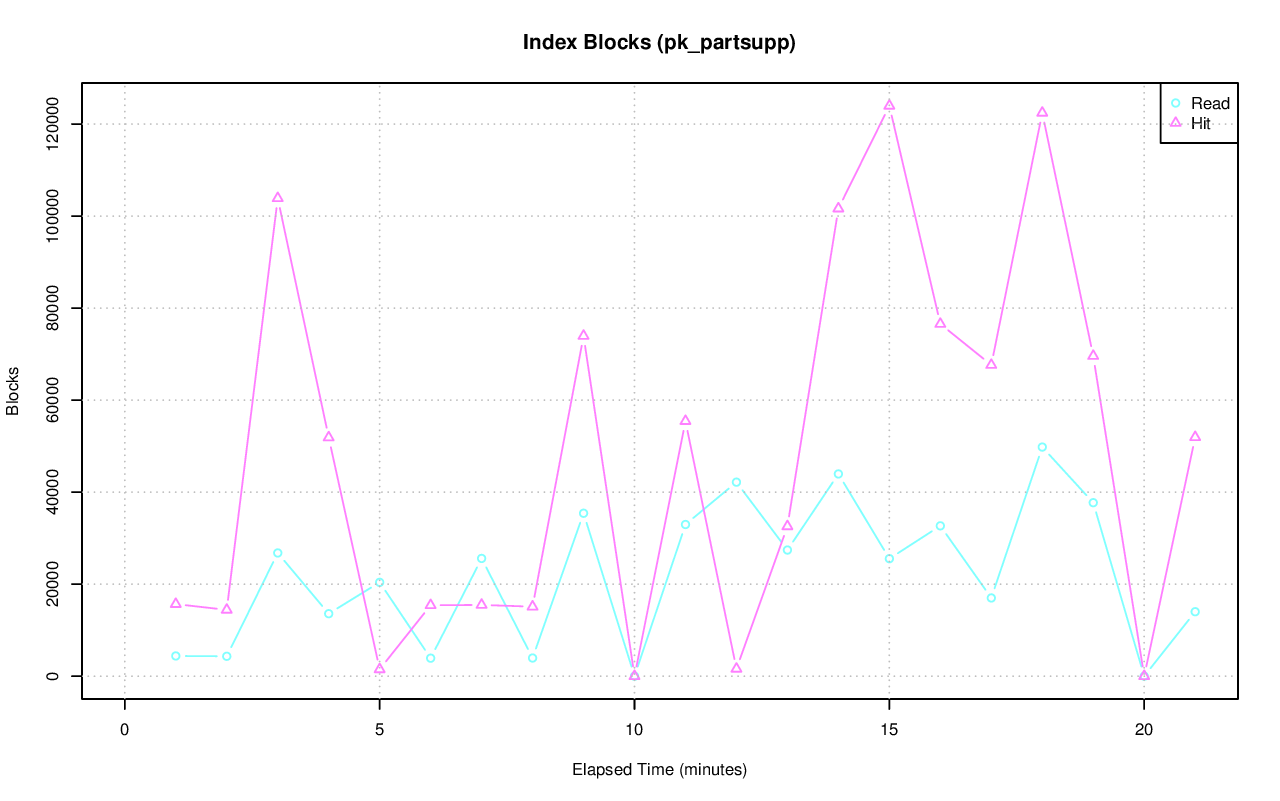 Index Blocks (pk_partsupp)
Read
Hit
120000
100000
80000
60000
40000
20000
0
Blocks
0 5 10 15 20
Elapsed Time (minutes)